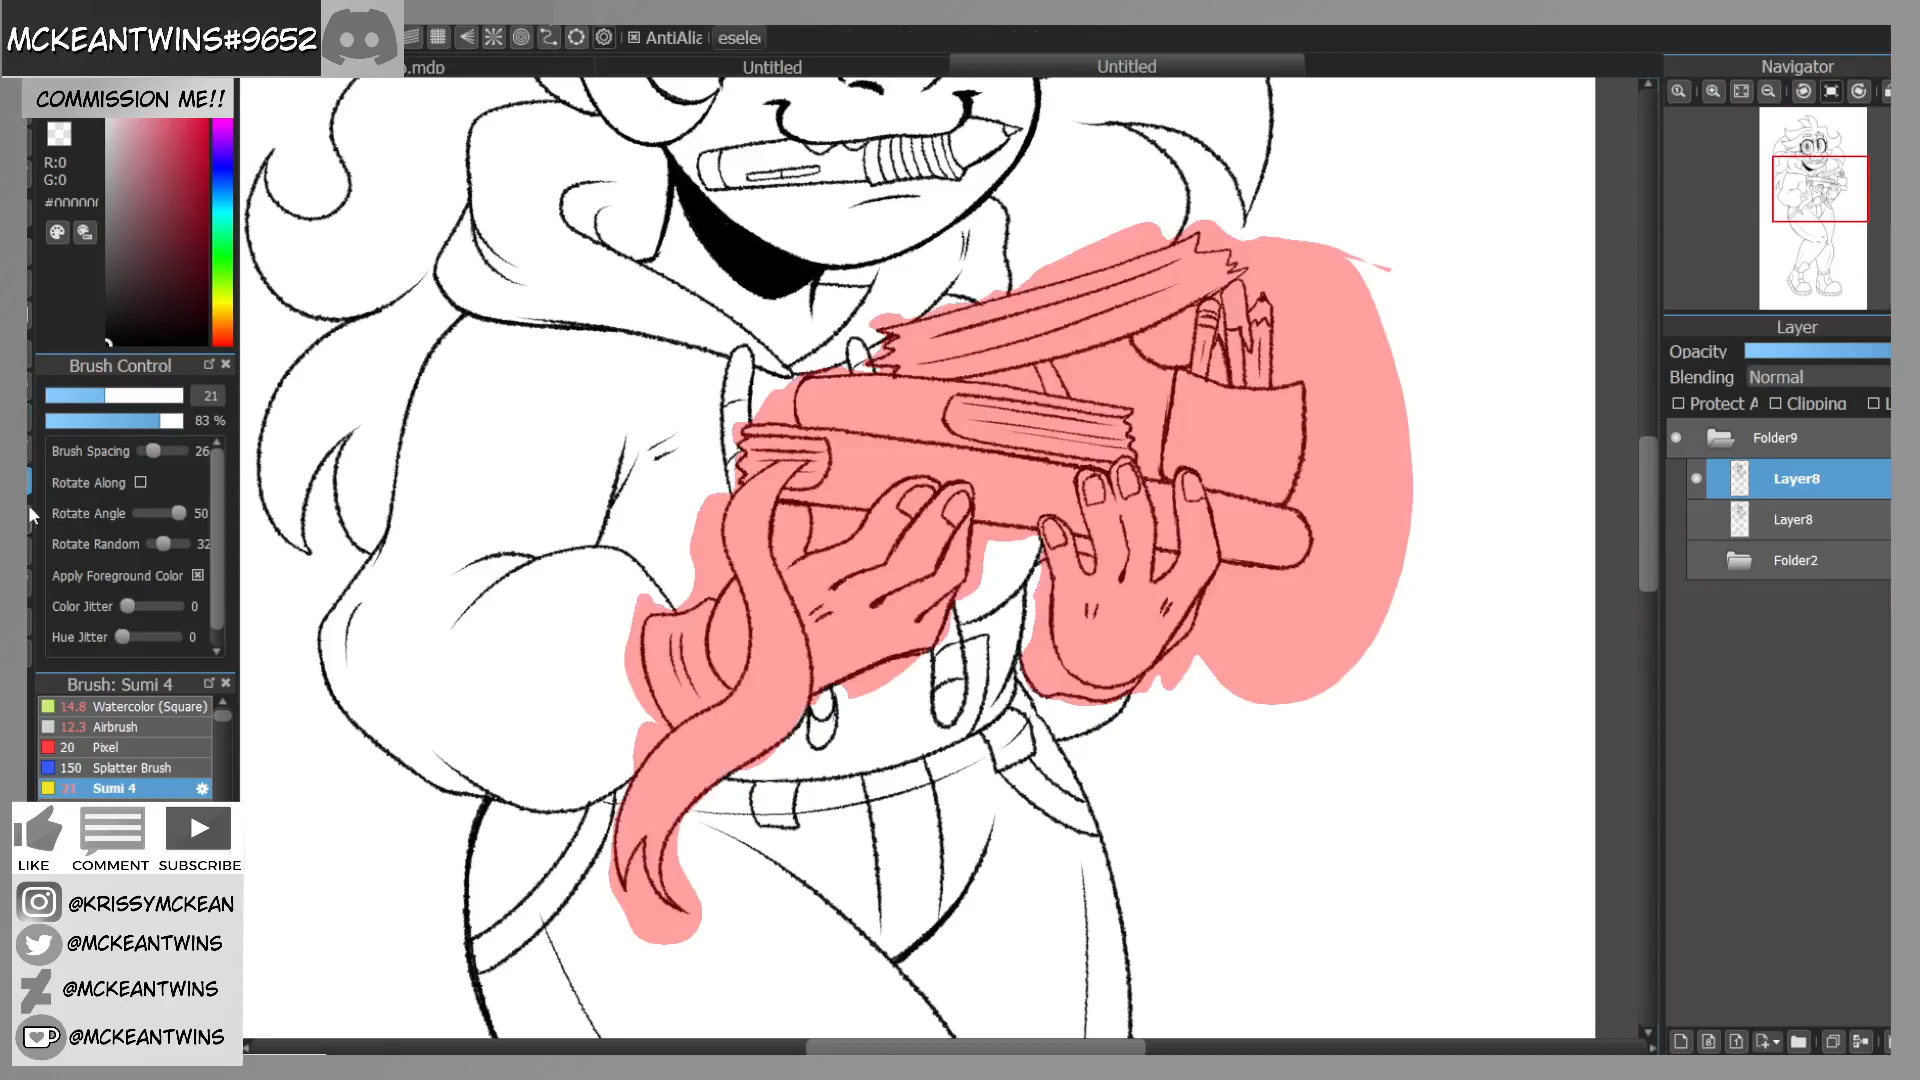 MCKEANTWINS#9652
COMMISSION ME!!
AntiAlia
esele
.mdp
Untitled
Untitled
R:0
G:0
#000000
Brush Control
21
83 %
Brush Spacing 26
Rotate Along
Rotate Angle 50
Rotate Random 32
Apply Foreground Color
Color Jitter 0
Hue Jitter 0
Brush: Sumi 4
14.8 Watercolor (Square)
12.3 Airbrush
20 Pixel
150 Splatter Brush
21 Sumi 4
LIKE COMMENT SUBSCRIBE
@KRISSYMCKEAN
@MCKEANTWINS
@MCKEANTWINS
@MCKEANTWINS
Navigator
Layer
Opacity
Blending Normal
Protect A Clipping L
Folder9
Layer8
Layer8
Folder2